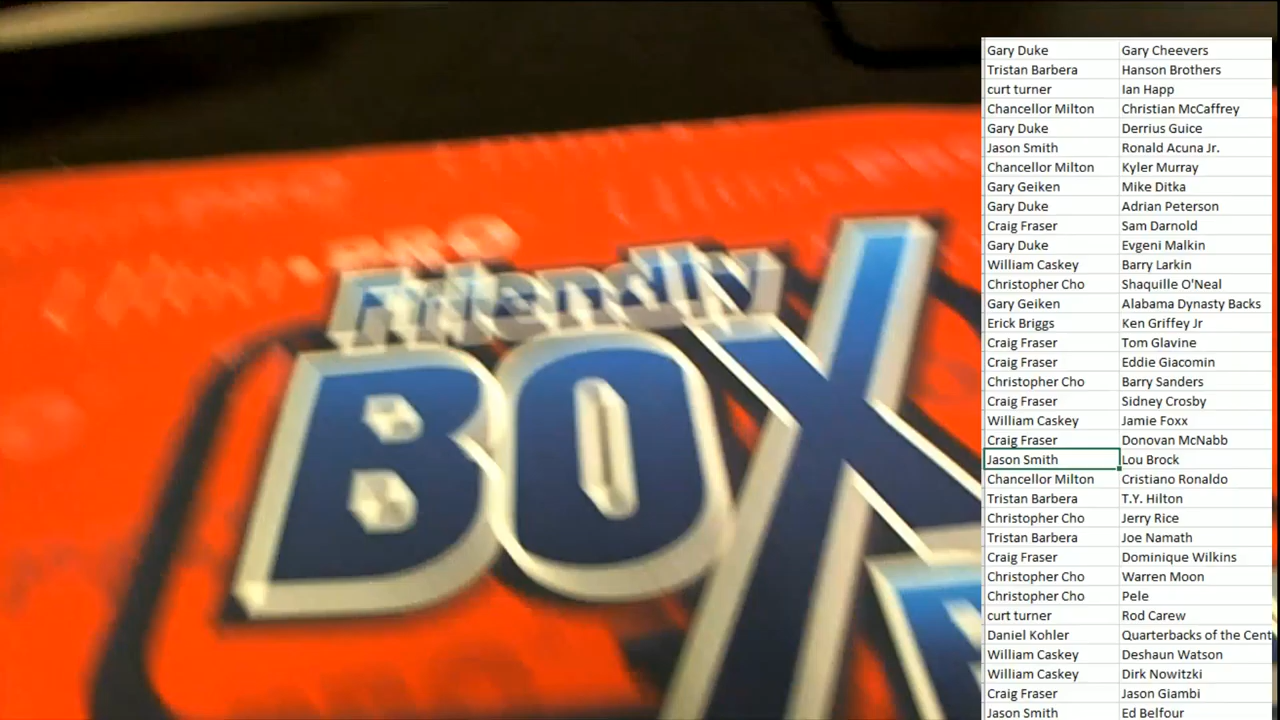 Friendly
BOX
Gary Duke Gary Cheevers
Tristan Barbera Hanson Brothers
curt turner Ian Happ
Chancellor Milton Christian McCaffrey
Gary Duke Derrius Guice
Jason Smith Ronald Acuna Jr.
Chancellor Milton Kyler Murray
Gary Geiken Mike Ditka
Gary Duke Adrian Peterson
Craig Fraser Sam Darnold
Gary Duke Evgeni Malkin
William Caskey Barry Larkin
Christopher Cho Shaquille O'Neal
Gary Geiken Alabama Dynasty Backs
Erick Briggs Ken Griffey Jr
Craig Fraser Tom Glavine
Craig Fraser Eddie Giacomin
Christopher Cho Barry Sanders
Craig Fraser Sidney Crosby
William Caskey Jamie Foxx
Craig Fraser Donovan McNabb
Jason Smith Lou Brock
Chancellor Milton Cristiano Ronaldo
Tristan Barbera T.Y. Hilton
Christopher Cho Jerry Rice
Tristan Barbera Joe Namath
Craig Fraser Dominique Wilkins
Christopher Cho Warren Moon
Christopher Cho Pele
curt turner Rod Carew
Daniel Kohler Quarterbacks of the Cent
William Caskey Deshaun Watson
William Caskey Dirk Nowitzki
Craig Fraser Jason Giambi
Jason Smith Ed Belfour